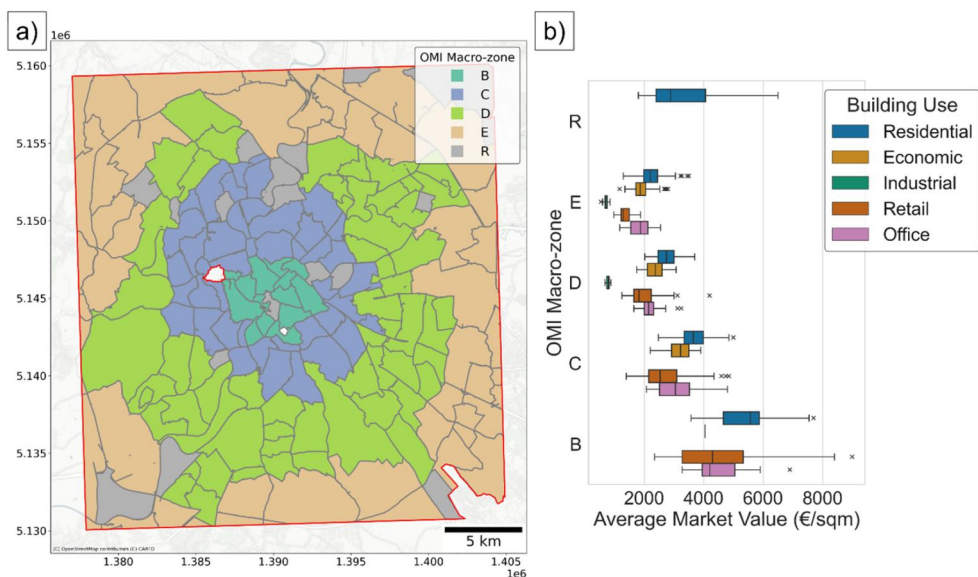 a)
1e6
OMI Macro-zone
B
C
D
E
R
5.160
5.155
5.150
5.145
5.140
5.135
5.130
5 km
(C) OpenStreetMap contributors (C) CARTO
1.380
1.385
1.390
1.395
1.400
1.405
1e6
b)
OMI Macro-zone
R
E
D
C
B
2000
4000
6000
8000
Average Market Value (€/sqm)
Building Use
Residential
Economic
Industrial
Retail
Office